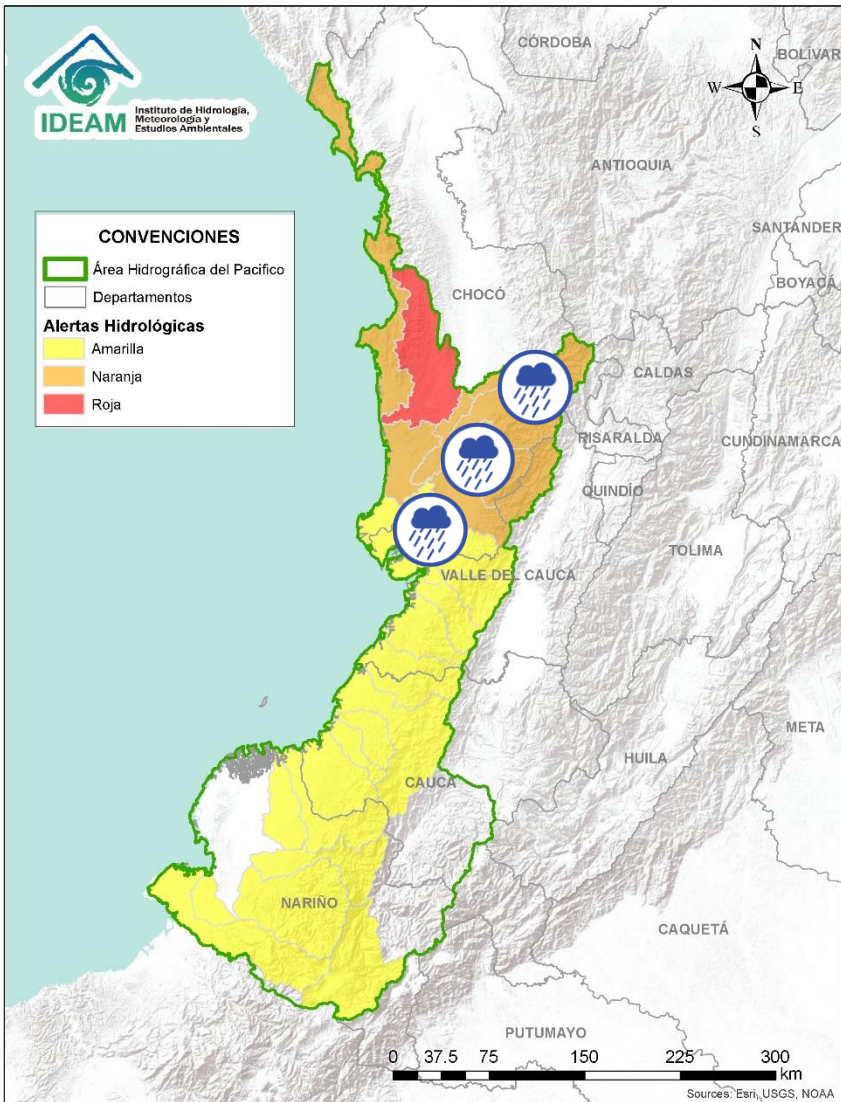 IDEAM
Instituto de Hidrología,
Meteorología y
Estudios Ambientales
CÓRDOBA
BOLÍVAR
N
W
E
S
ANTIOQUIA
SANTANDER
BOYACÁ
CONVENCIONES
Área Hidrográfica del Pacifico
Departamentos
Alertas Hidrológicas
Amarilla
Naranja
Roja
CHOCÓ
CALDAS
RISARALDA
CUNDINAMARCA
QUINDÍO
TOLIMA
VALLE DEL CAUCA
META
HUILA
CAUCA
NARIÑO
CAQUETÁ
PUTUMAYO
0 37.5 75 150 225 300
km
Sources: Esri, USGS, NOAA